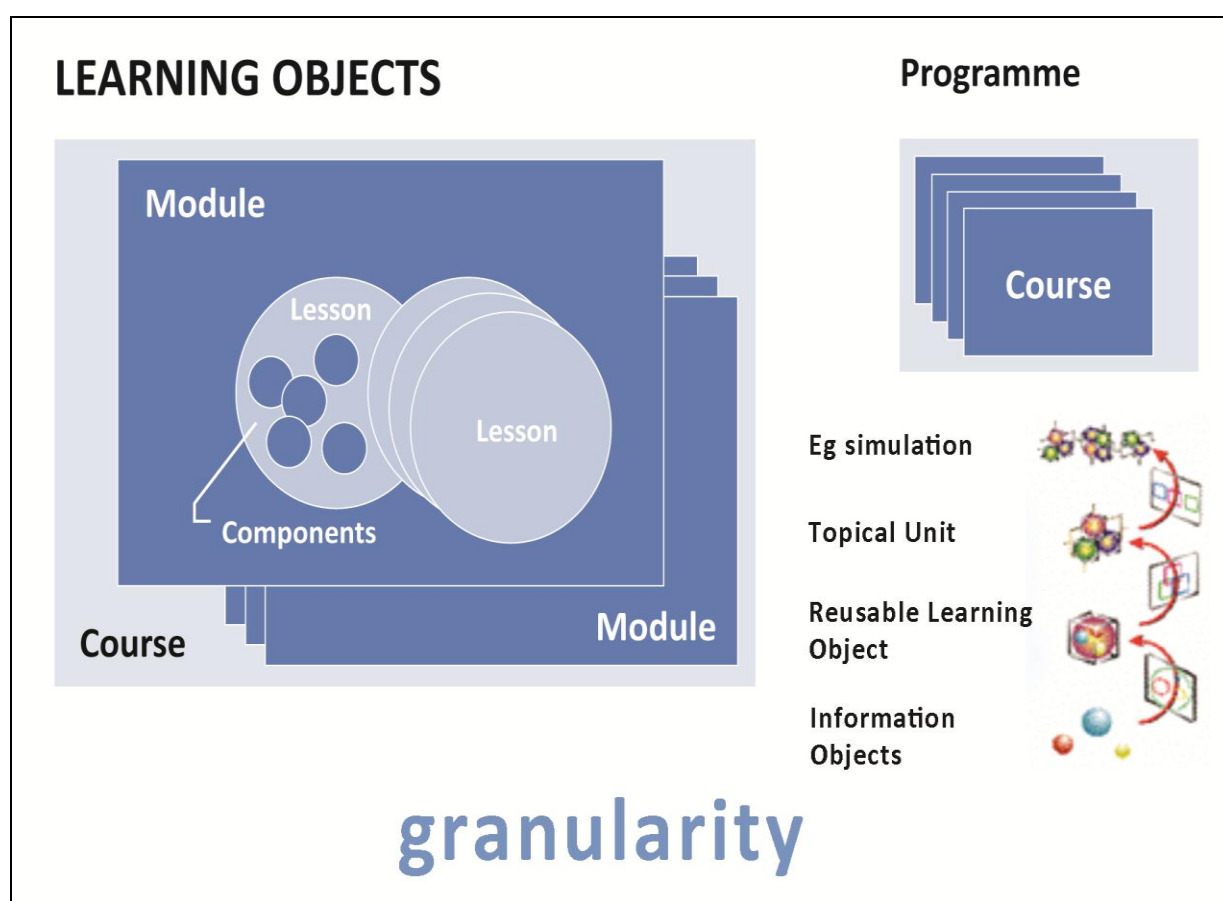 LEARNING OBJECTS
Module
Lesson
Lesson
Components
Module
Course
Programme
Course
Eg simulation
Topical Unit
Reusable Learning
Object
Information
Objects
granularity